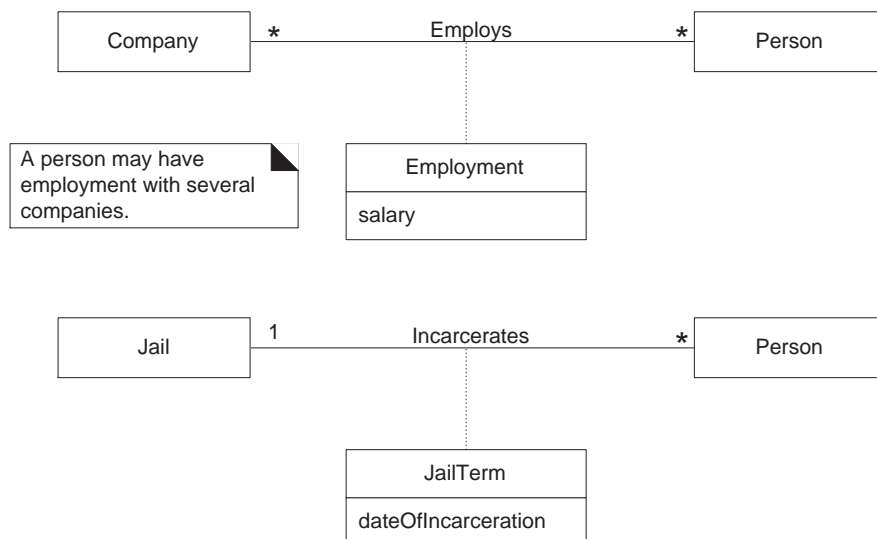 Company
*
Employs
*
Person
A person may have
employment with several
companies.
Employment
salary
Jail
1
Incarcerates
*
Person
JailTerm
dateOfIncarceration